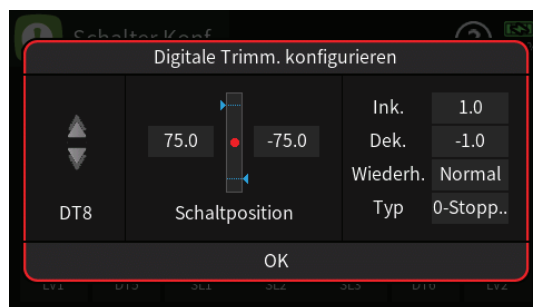 Schalter Konf
Digitale Trimm. konfigurieren
Ink. 1.0
75.0 -75.0
Dek. -1.0
Wiederh. Normal
DT8
Schaltposition
Typ 0-Stopp..
OK
LV1 DT5 SL1 SL2 SL3 DT6 LV2